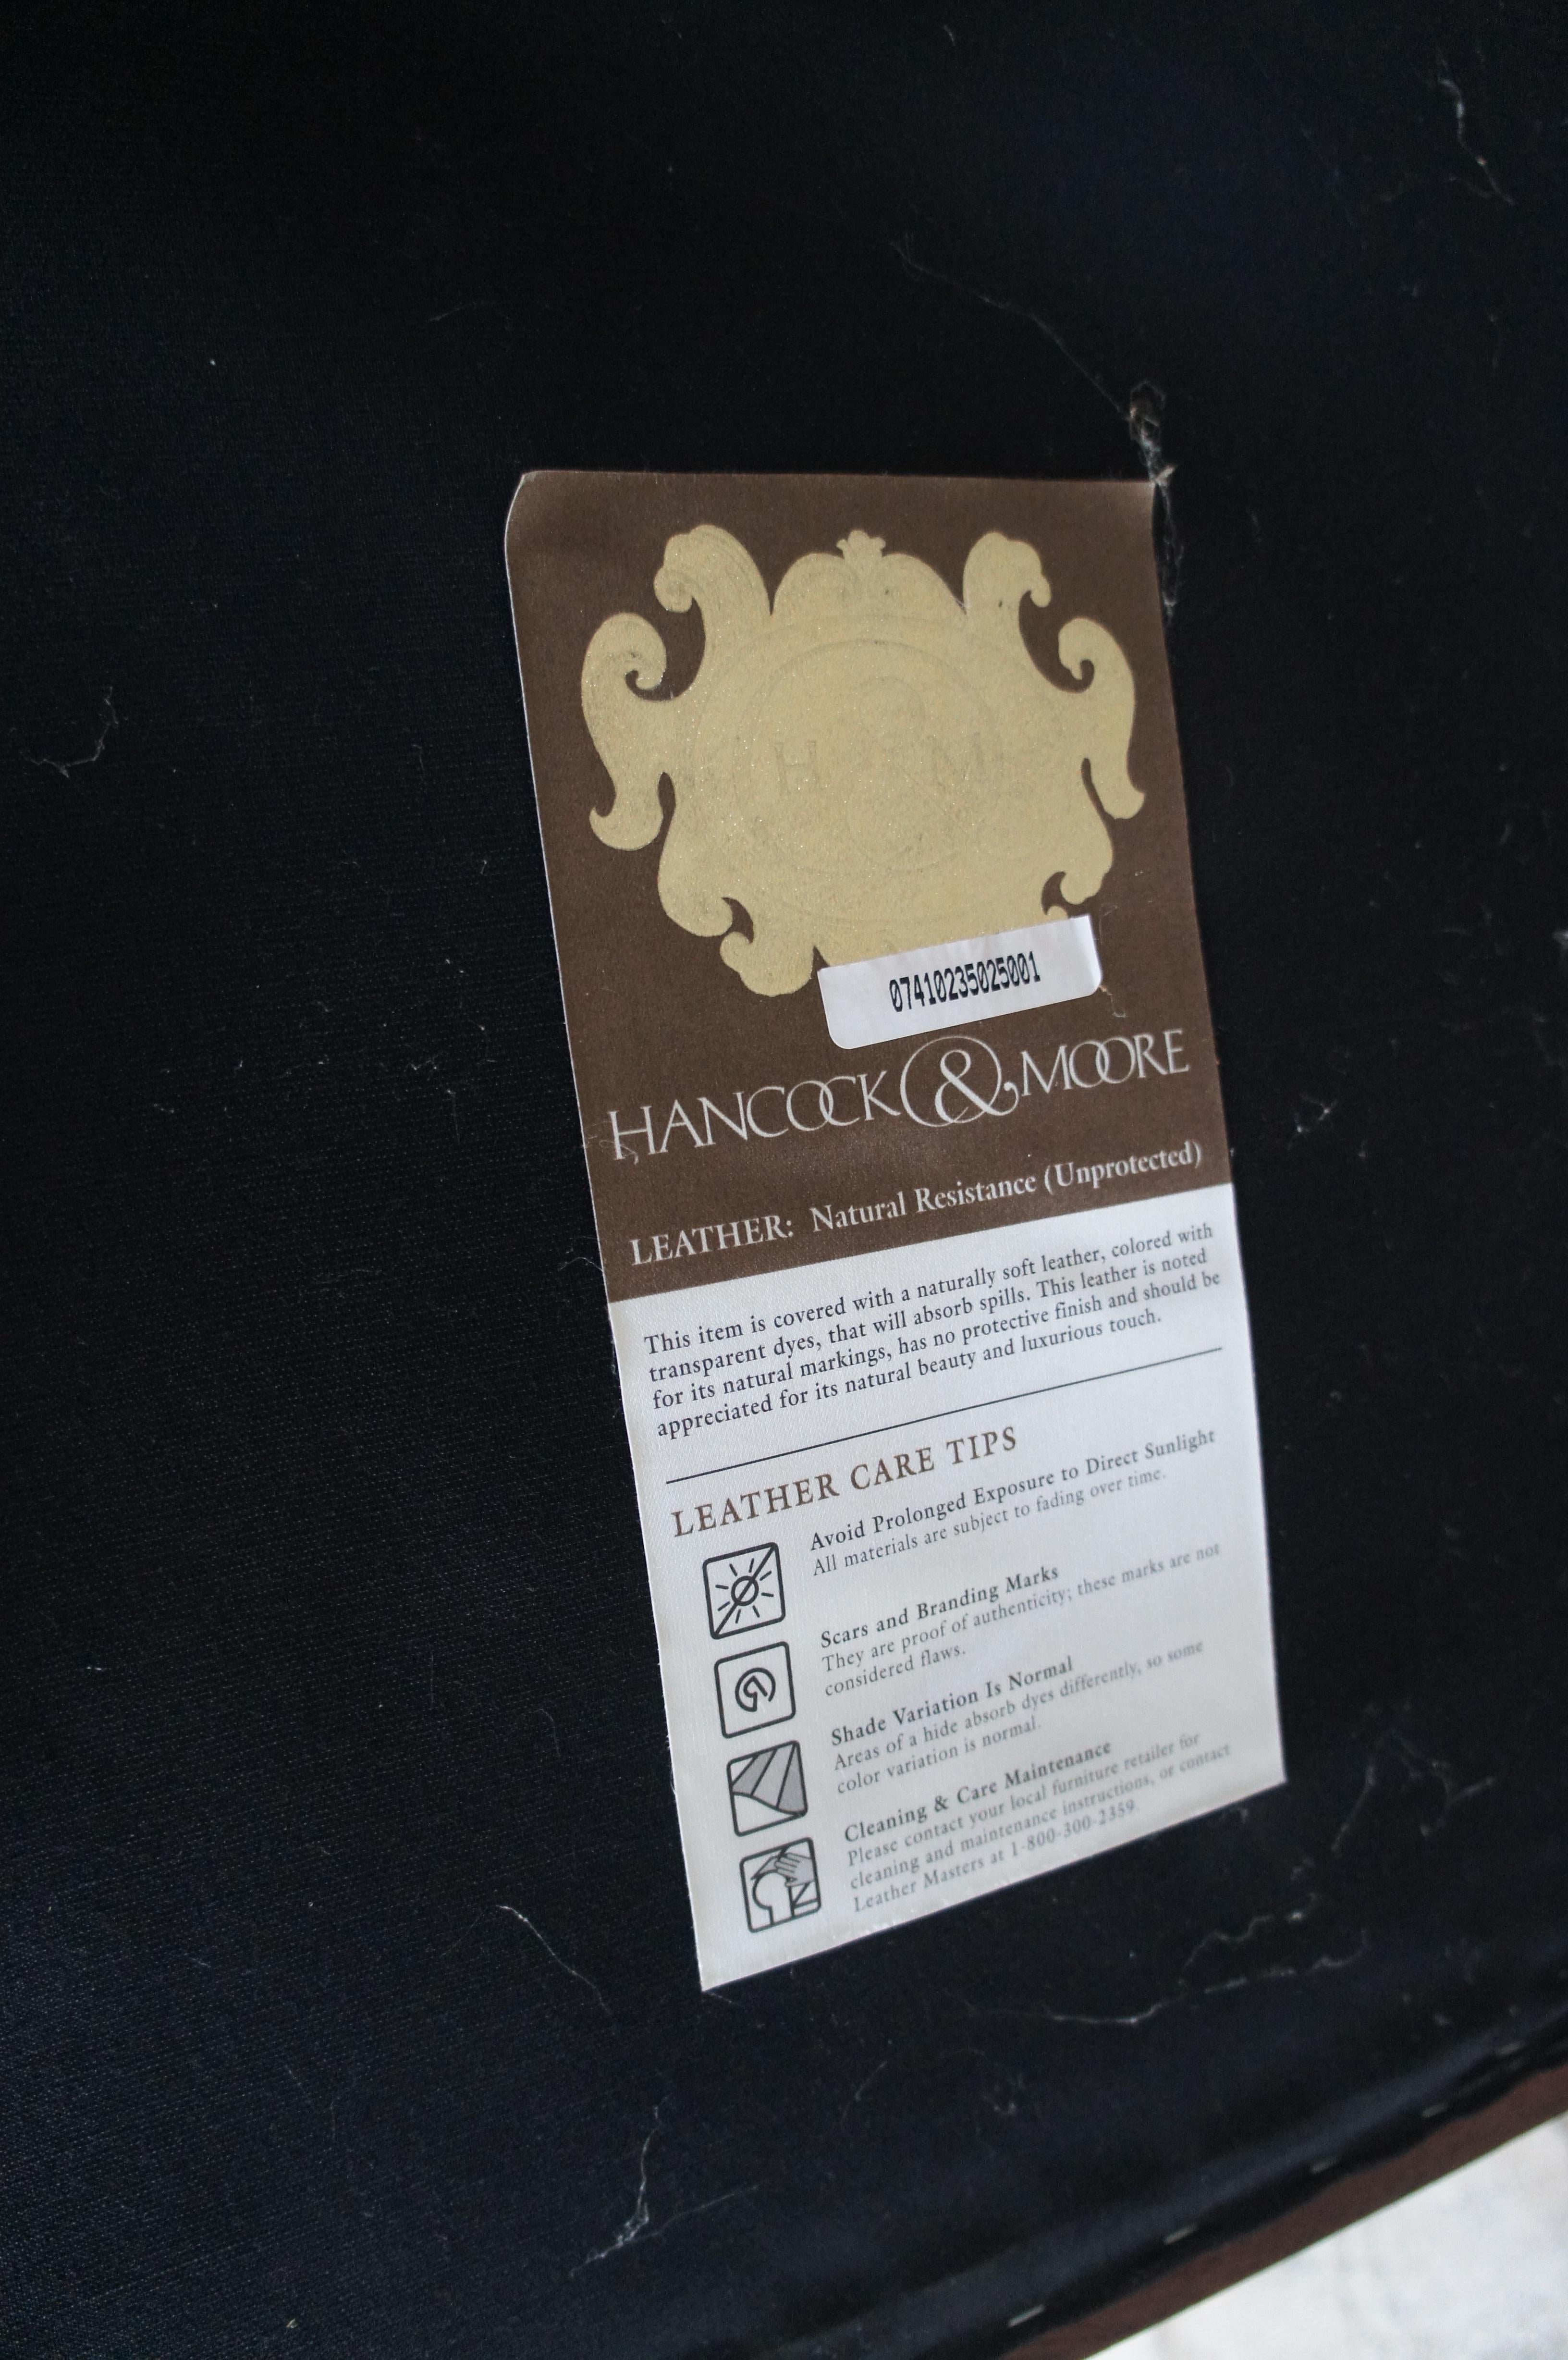 H M
07410235025001
HANCOCK & MOORE
LEATHER: Natural Resistance (Unprotected)
This item is covered with a naturally soft leather, colored with
transparent dyes, that will absorb spills. This leather is noted
for its natural markings, has no protective finish and should be
appreciated for its natural beauty and luxurious touch.
LEATHER CARE TIPS
Avoid Prolonged Exposure to Direct Sunlight
All materials are subject to fading over time.
Scars and Branding Marks
They are proof of authenticity; these marks are not
considered flaws.
Shade Variation Is Normal
Areas of a hide absorb dyes differently, so some
color variation is normal.
Cleaning & Care Maintenance
Please contact your local furniture retailer for
cleaning and maintenance instructions, or contact
Leather Masters at 1-800-300-2359.